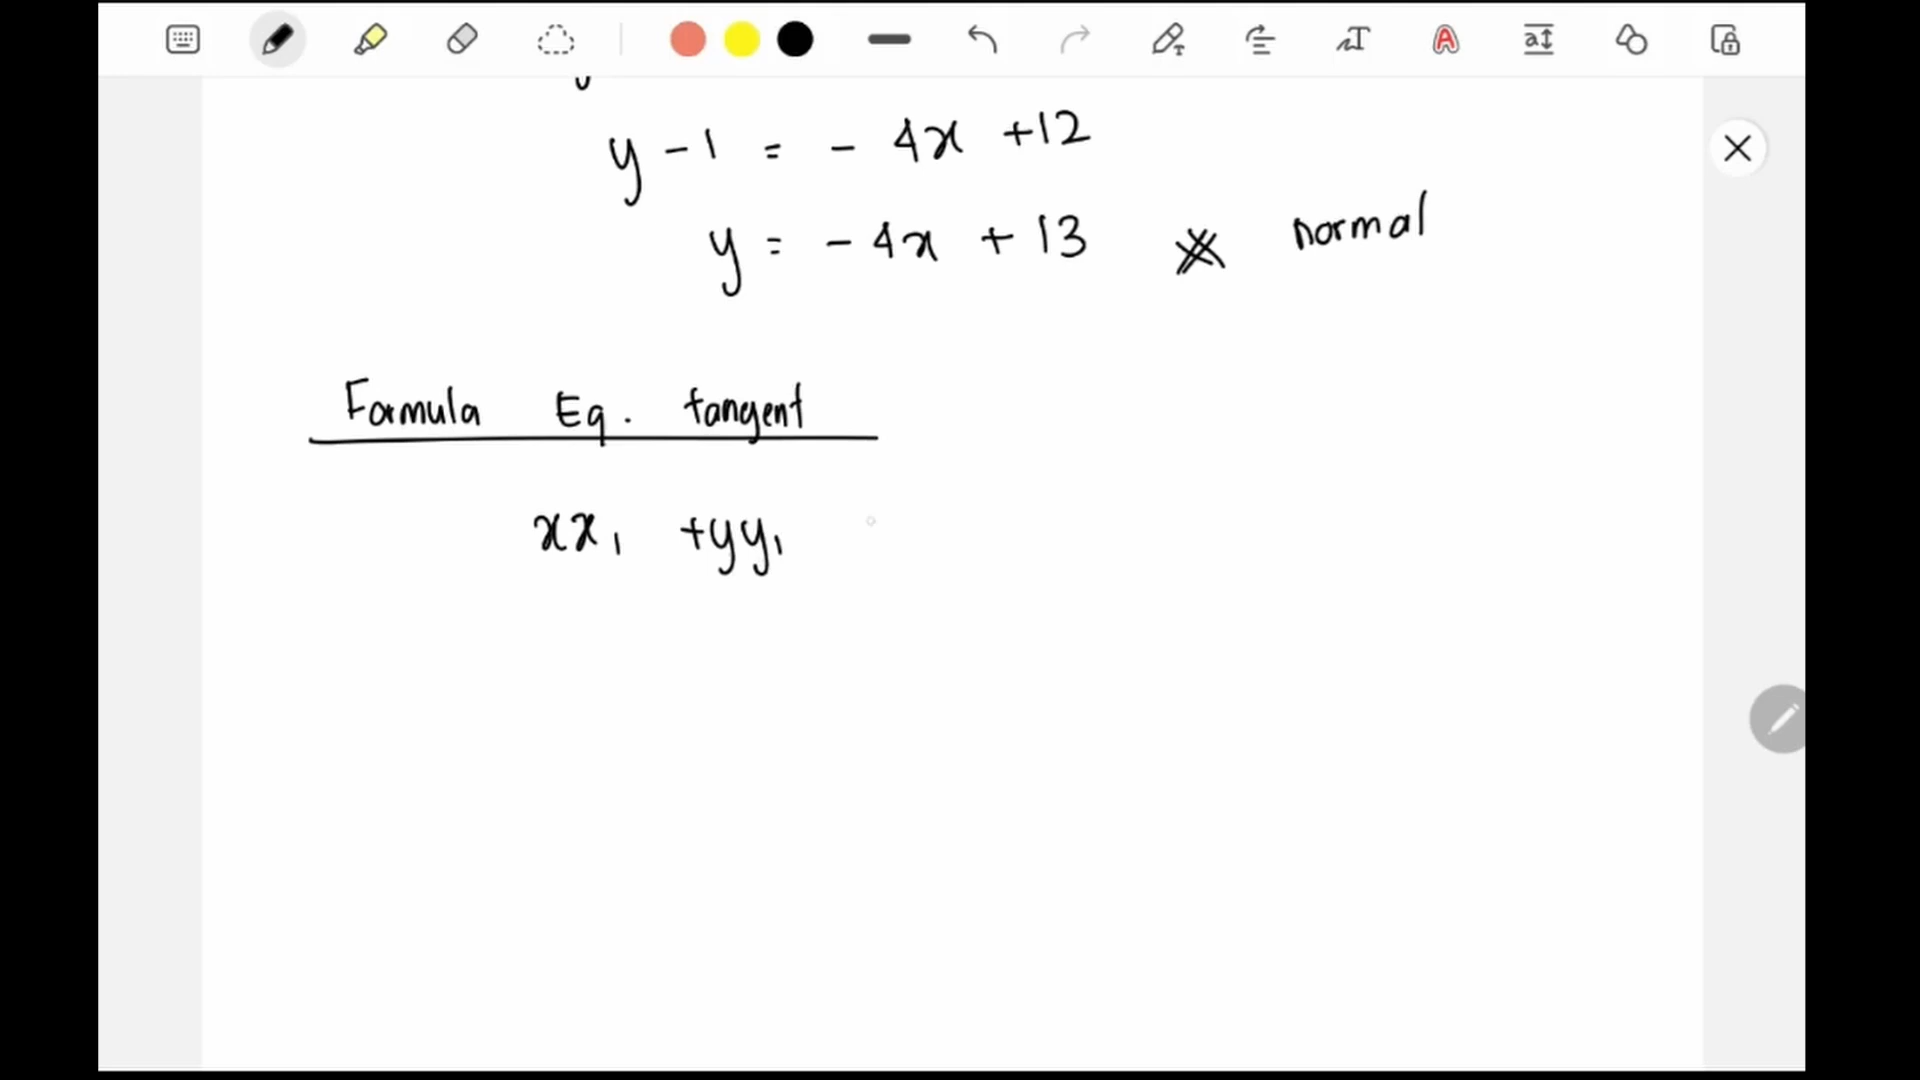 y - 1 = - 4x + 12
y = - 4x + 13 normal
Formula Eq. tangent
xx₁ + yy₁